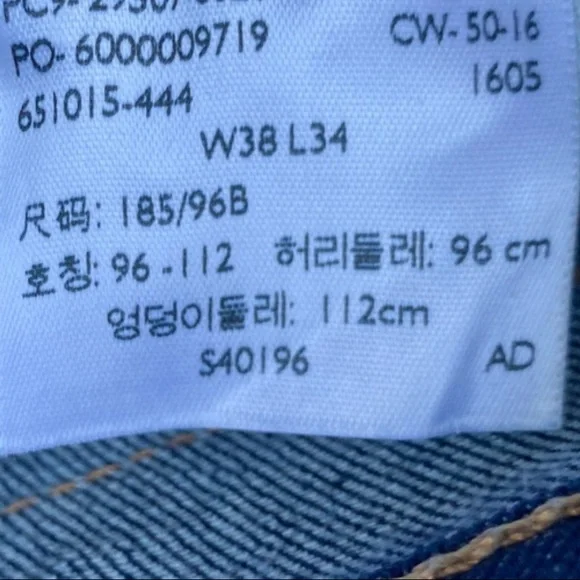 PO- 6000009719 CW- 50-16
651015-444 1605
W38 L34
尺码: 185/96B
호칭: 96 -112 허리둘레: 96 cm
엉덩이둘레: 112cm
S40196 AD